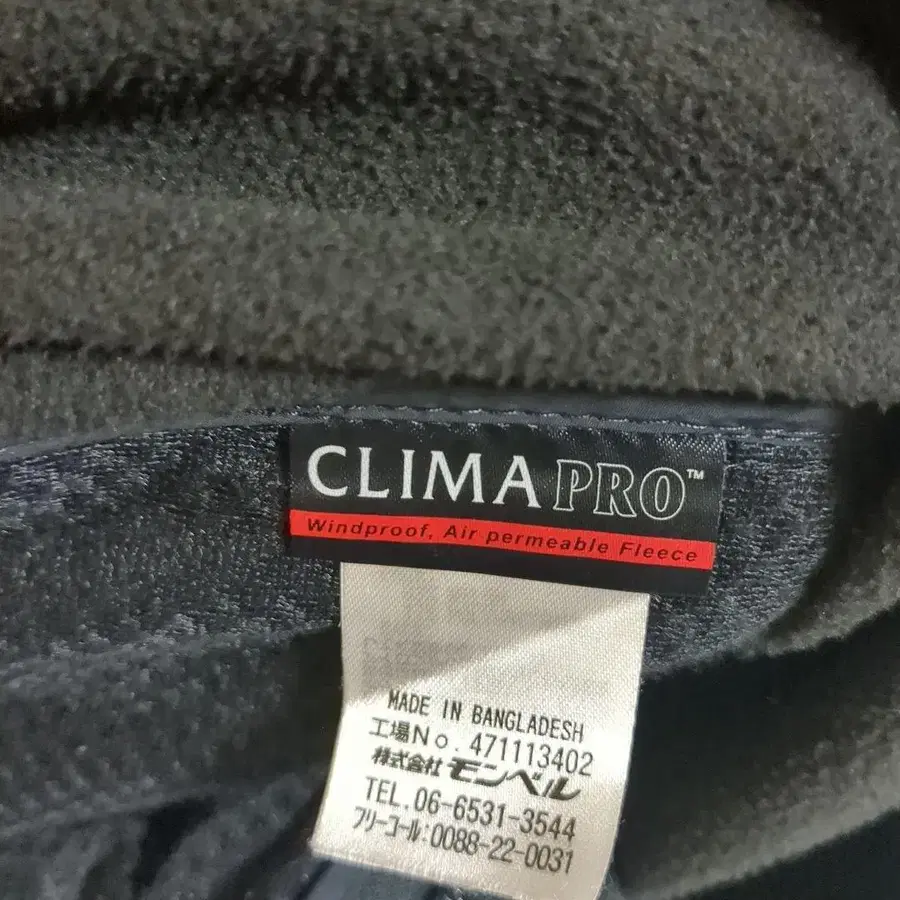 CLIMA PRO™
Windproof, Air permeable Fleece
MADE IN BANGLADESH
工場No. 471113402
株式会社 モンベル
TEL.06-6531-3544
フリーコール:0088-22-0031